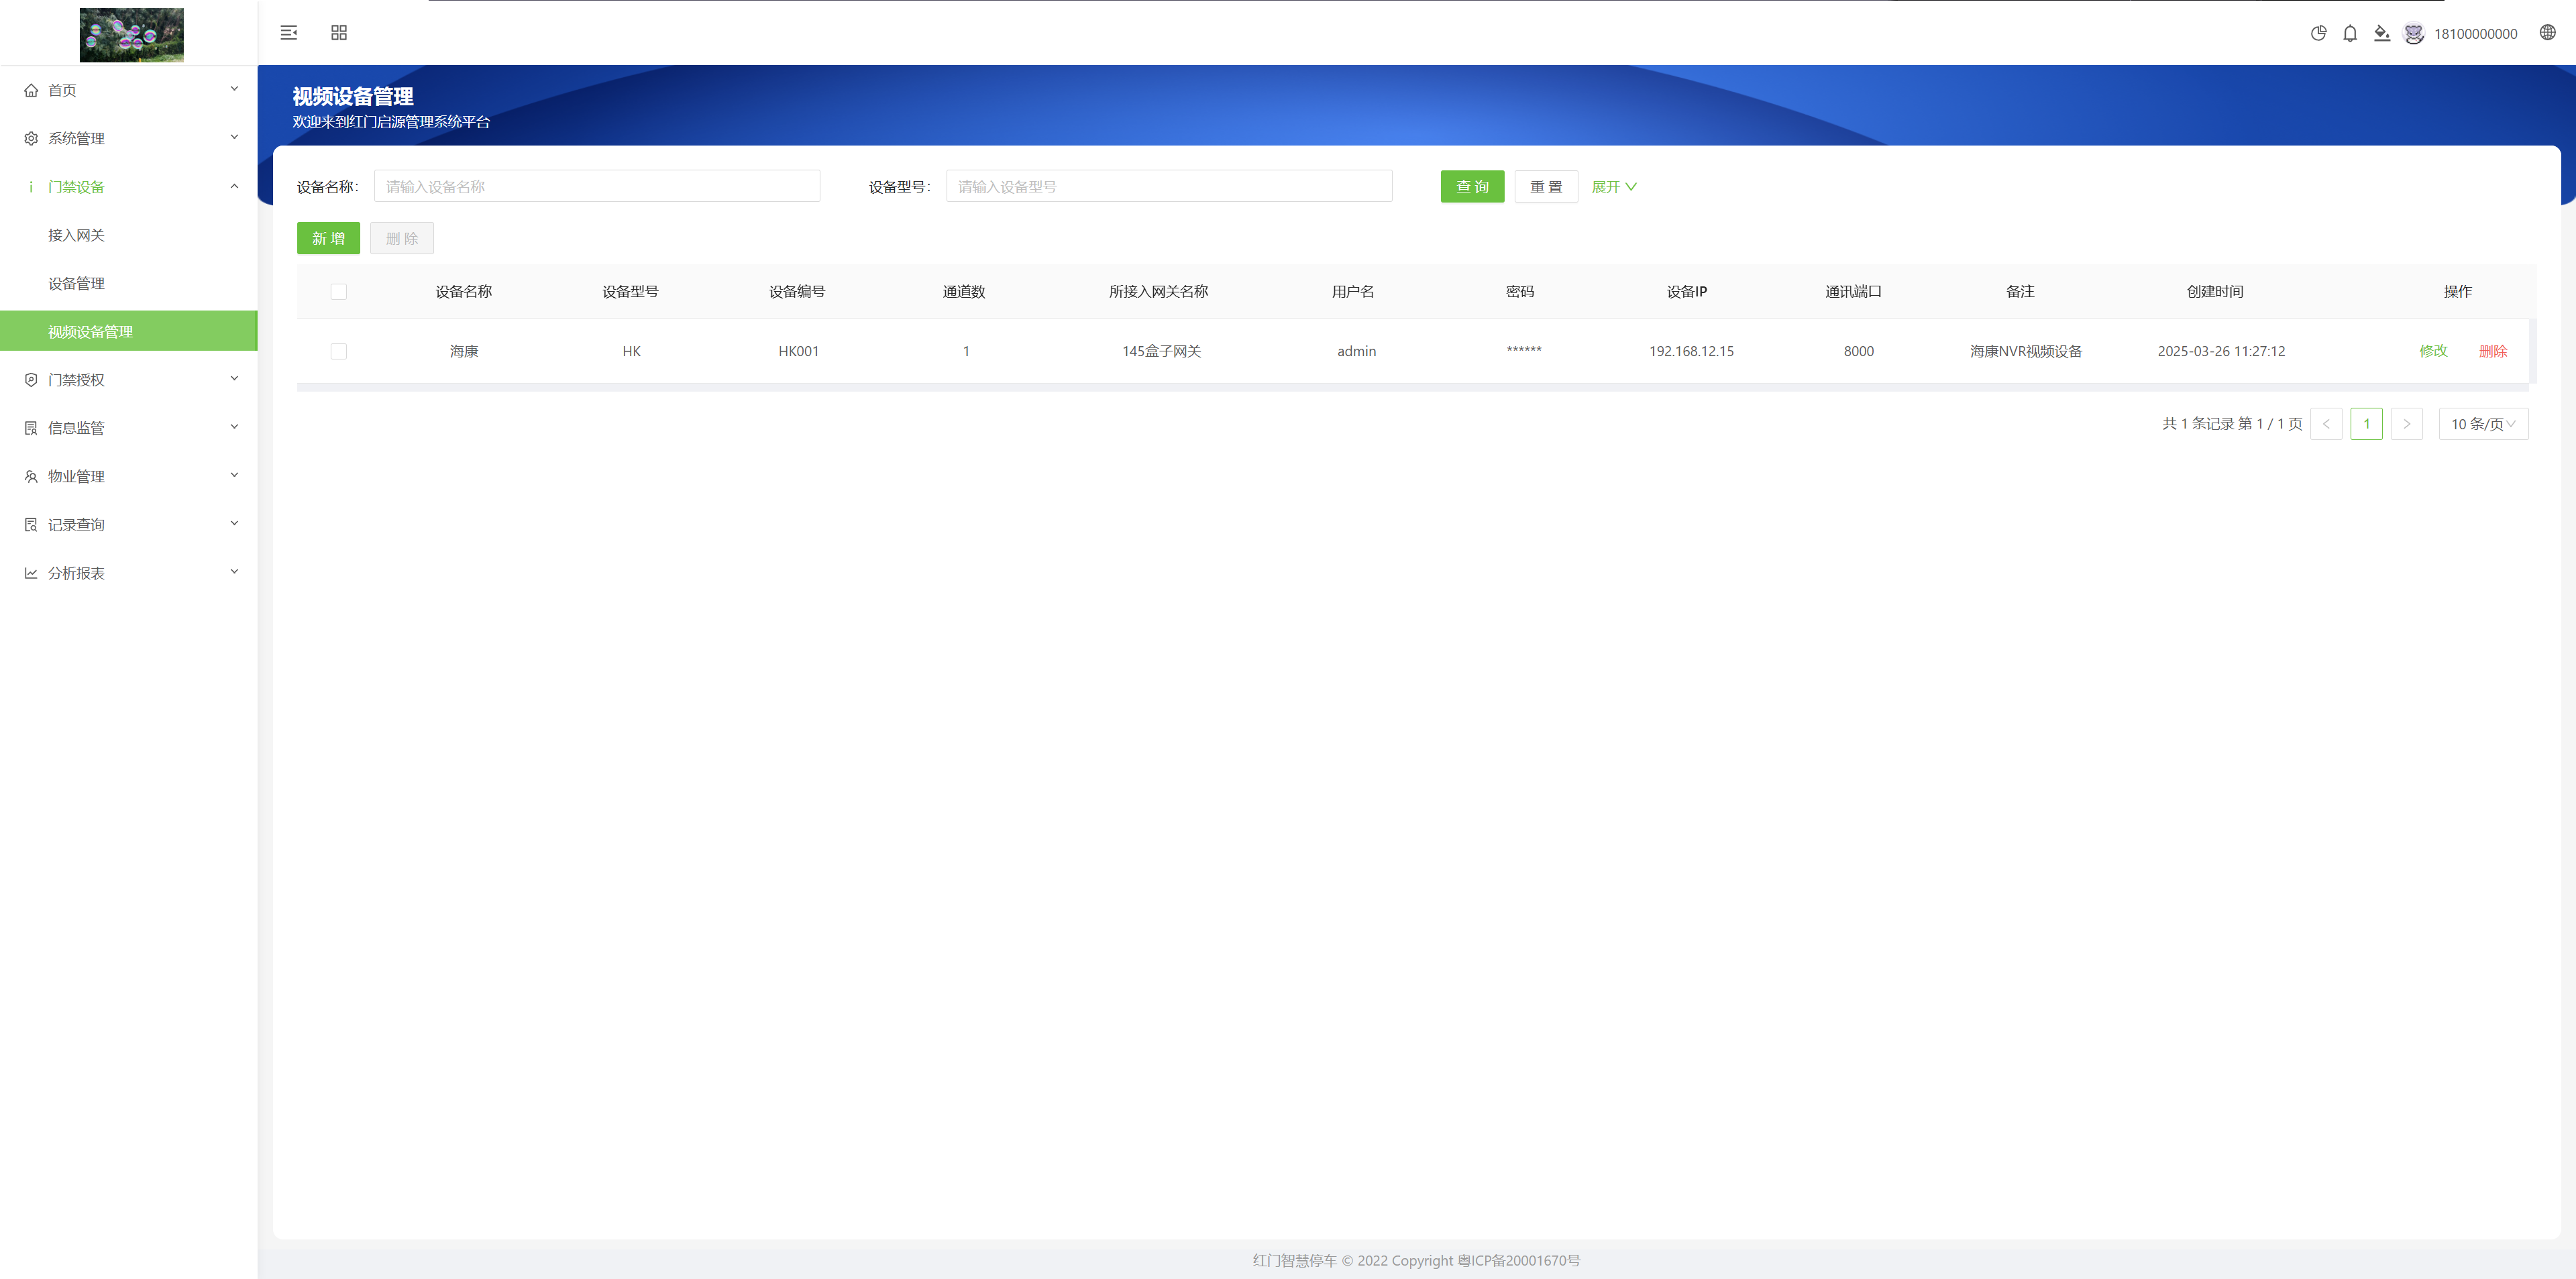 18100000000
首页
系统管理
门禁设备
接入网关
设备管理
视频设备管理
门禁授权
信息监管
物业管理
记录查询
分析报表
视频设备管理
欢迎来到红门启源管理系统平台
设备名称: 请输入设备名称 设备型号: 请输入设备型号 查 询 重 置 展开
新 增 删 除
设备名称 设备型号 设备编号 通道数 所接入网关名称 用户名 密码 设备IP 通讯端口 备注 创建时间 操作
海康 HK HK001 1 145盒子网关 admin ****** 192.168.12.15 8000 海康NVR视频设备 2025-03-26 11:27:12 修改 删除
共 1 条记录 第 1 / 1 页 < 1 > 10 条/页
红门智慧停车 © 2022 Copyright 粤ICP备20001670号